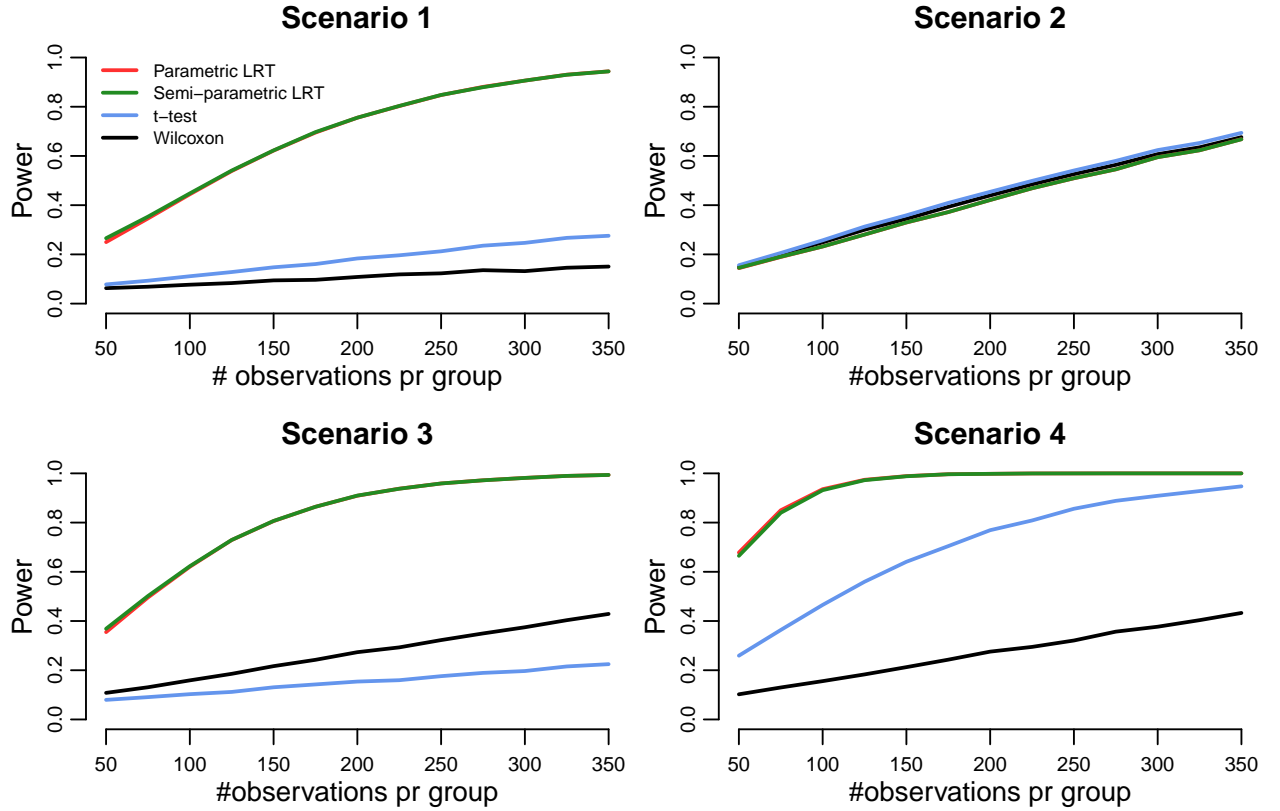 Scenario 1
Power
0.0 0.2 0.4 0.6 0.8 1.0
Parametric LRT
Semi−parametric LRT
t−test
Wilcoxon
50 100 150 200 250 300 350
# observations pr group
Scenario 2
Power
0.0 0.2 0.4 0.6 0.8 1.0
50 100 150 200 250 300 350
#observations pr group
Scenario 3
Power
0.0 0.2 0.4 0.6 0.8 1.0
50 100 150 200 250 300 350
#observations pr group
Scenario 4
Power
0.0 0.2 0.4 0.6 0.8 1.0
50 100 150 200 250 300 350
#observations pr group